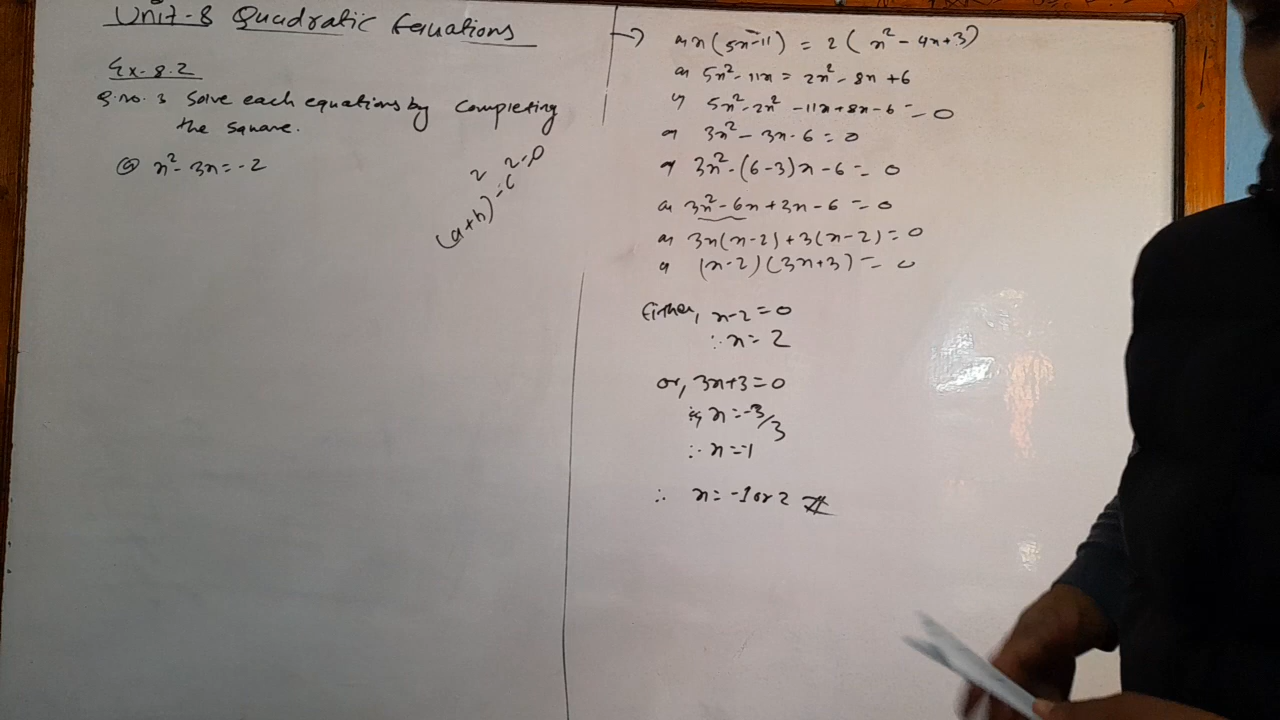 Unit-8 Quadratic Equations
Ex-8.2
Q.no. 3 Solve each equations by Completing
the square.
@ x²-3x=-2
(a+b)²=c²
→ or, x(5x-11) = 2(x²-4x+3)
or 5x²-11x = 2x²-8x+6
or 5x²-2x²-11x+8x-6=0
or 3x²-3x-6=0
or 3x²-(6-3)x-6=0
or 3x²-6x+3x-6=0
or 3x(x-2)+3(x-2)=0
or (x-2)(3x+3)=0
Either, x-2=0
∴x=2
or, 3x+3=0
x=-3/3
∴x=-1
∴ x=-1 or 2